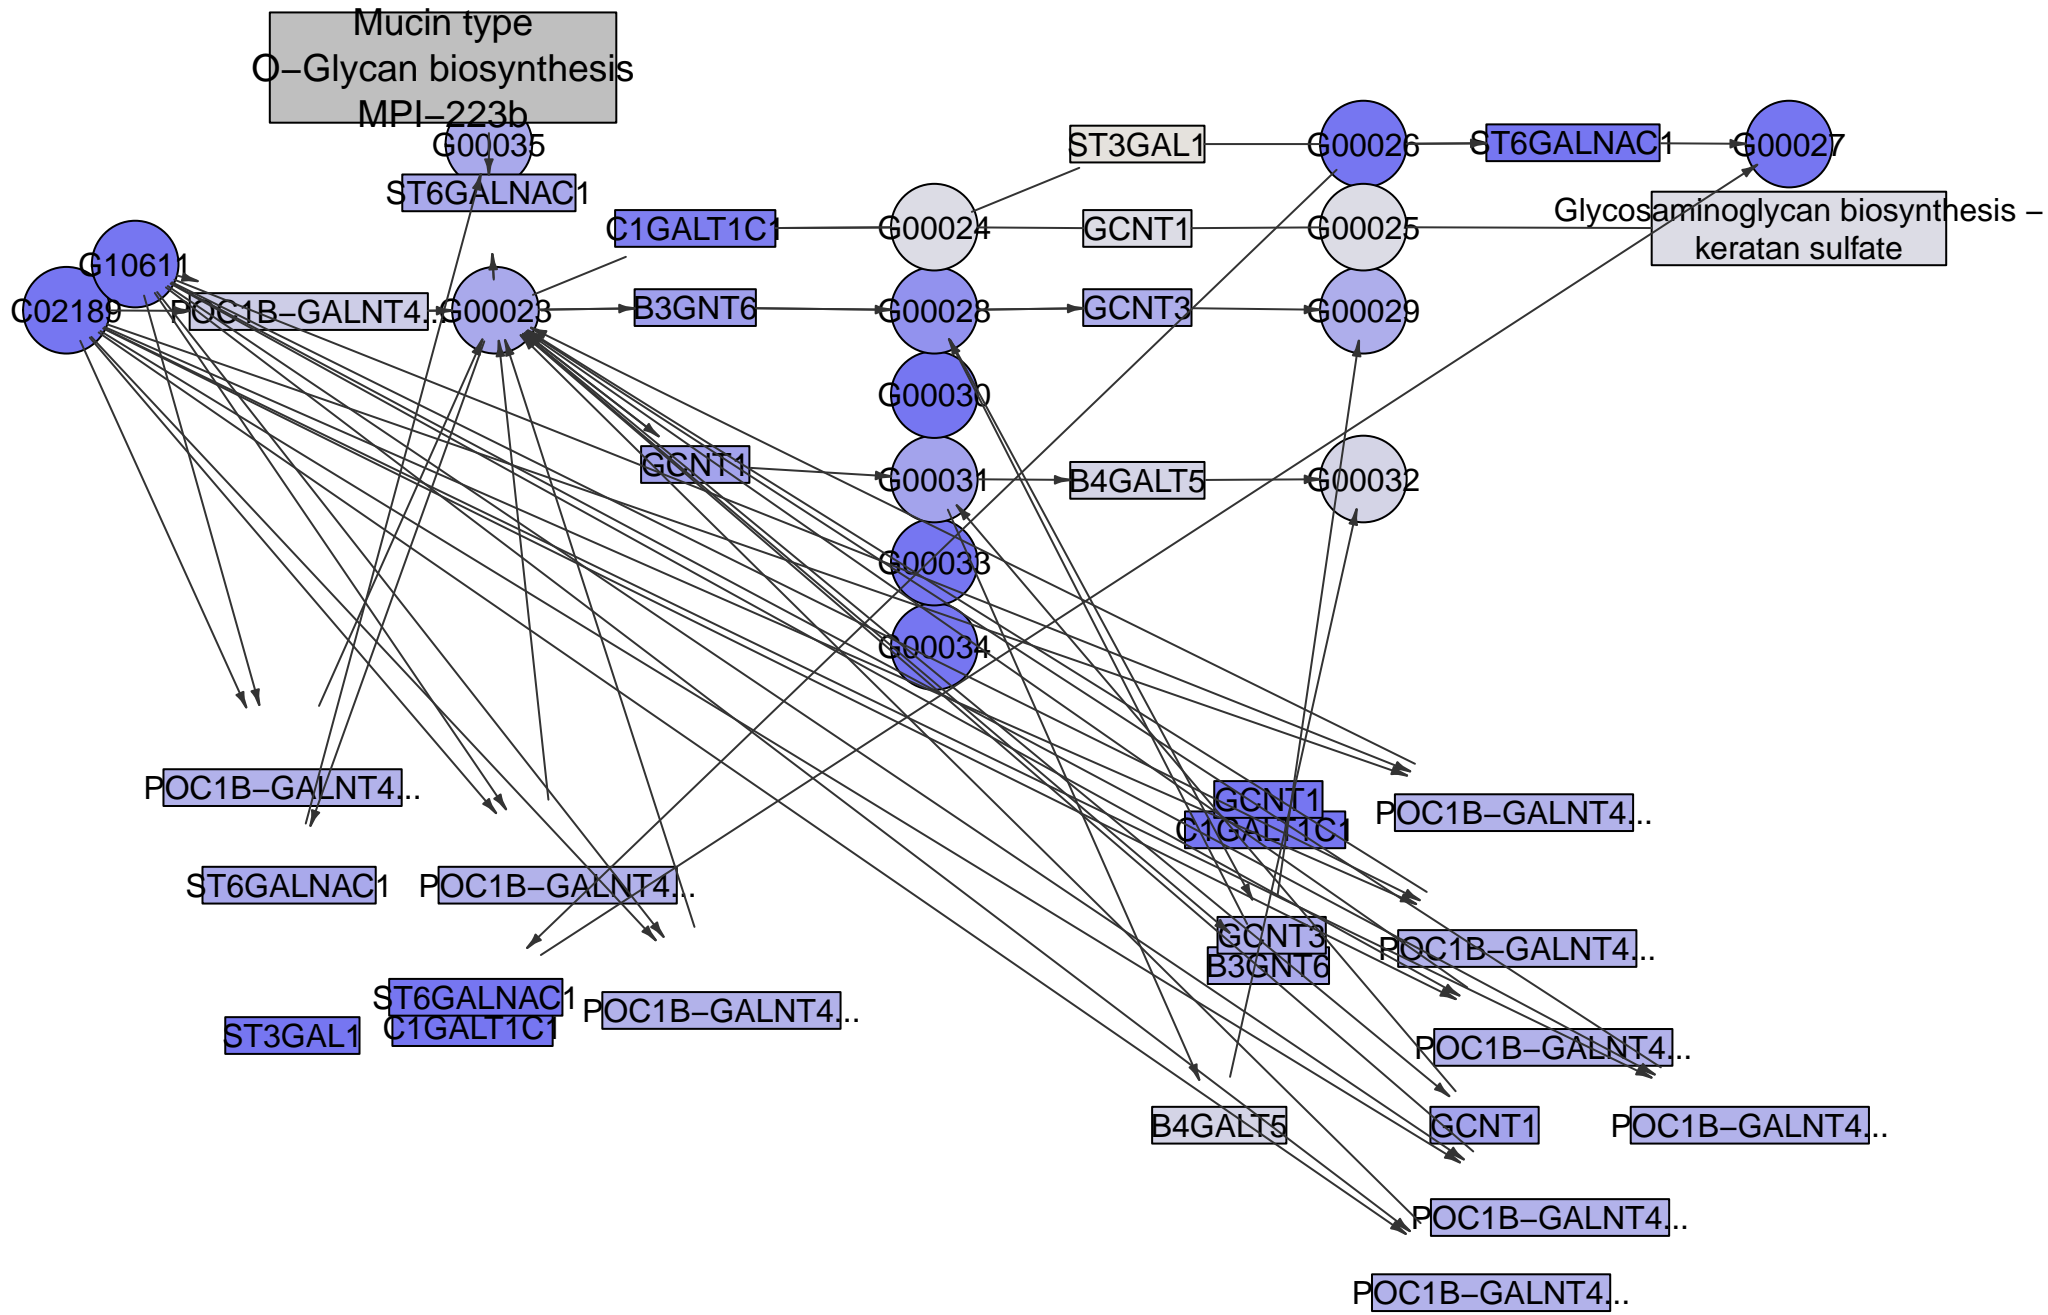 Mucin type
O−Glycan biosynthesis
MPI−223b
G00035
ST3GAL1
G00026
ST6GALNAC1
G00027
ST6GALNAC1
C1GALT1C1
G00024
GCNT1
G00025
Glycosaminoglycan biosynthesis −
keratan sulfate
G10611
C02189
POC1B−GALNT4...
G00023
B3GNT6
G00028
GCNT3
G00029
G00030
GCNT1
G00031
B4GALT5
G00032
G00033
G00034
POC1B−GALNT4...
GCNT1
C1GALT1C1
POC1B−GALNT4...
ST6GALNAC1
POC1B−GALNT4...
GCNT3
B3GNT6
POC1B−GALNT4...
ST6GALNAC1
C1GALT1C1
ST3GAL1
POC1B−GALNT4...
POC1B−GALNT4...
B4GALT5
GCNT1
POC1B−GALNT4...
POC1B−GALNT4...
POC1B−GALNT4...